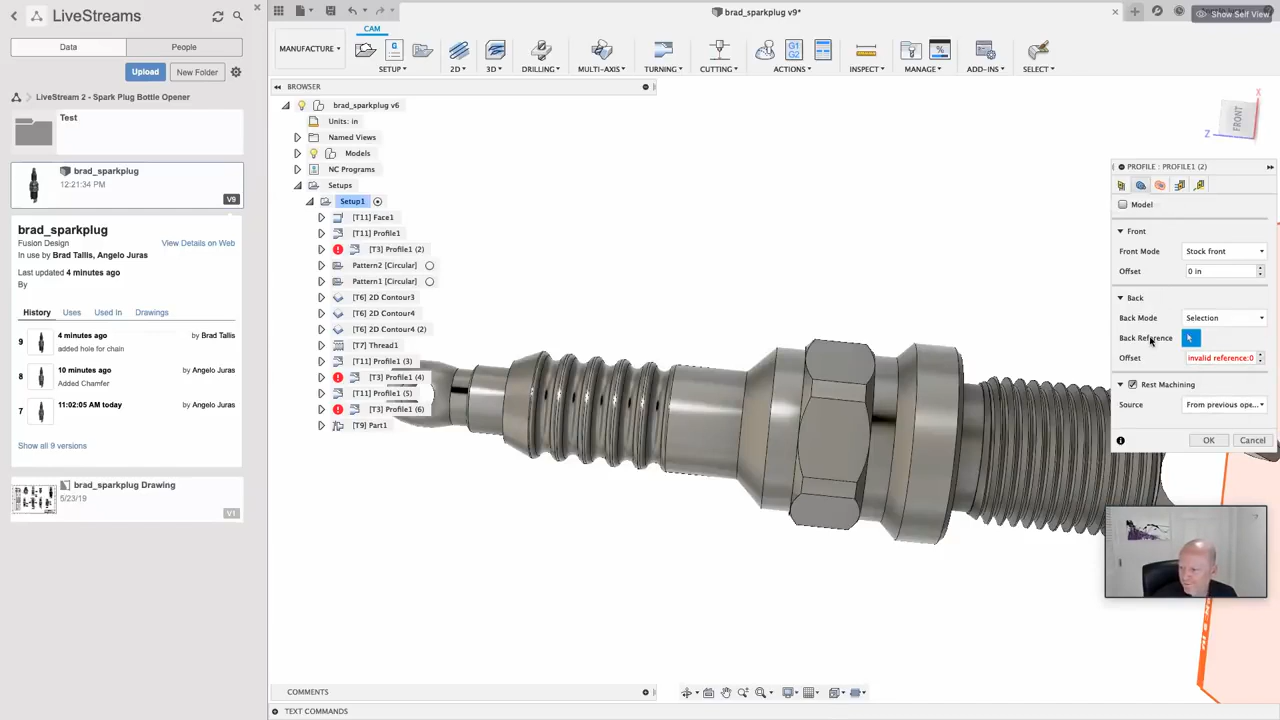 LiveStreams
brad_sparkplug v9*
Show Self View
Data
People
Upload
New Folder
LiveStream 2 - Spark Plug Bottle Opener
Test
brad_sparkplug
12:21:34 PM
V9
brad_sparkplug
Fusion Design
View Details on Web
In use by Brad Tallis, Angelo Juras
Last updated 4 minutes ago
By
History
Uses
Used In
Drawings
9
4 minutes ago
by Brad Tallis
added hole for chain
8
10 minutes ago
by Angelo Juras
Added Chamfer
7
11:02:05 AM today
by Angelo Juras
Show all 9 versions
brad_sparkplug Drawing
5/23/19
V1
CAM
MANUFACTURE
SETUP
2D
3D
DRILLING
MULTI-AXIS
TURNING
CUTTING
G1
G2
ACTIONS
INSPECT
MANAGE
ADD-INS
SELECT
BROWSER
brad_sparkplug v6
Units: in
Named Views
Models
NC Programs
Setups
Setup1
[T11] Face1
[T11] Profile1
[T3] Profile1 (2)
Pattern2 [Circular]
Pattern1 [Circular]
[T6] 2D Contour3
[T6] 2D Contour4
[T6] 2D Contour4 (2)
[T7] Thread1
[T11] Profile1 (3)
[T3] Profile1 (4)
[T11] Profile1 (5)
[T3] Profile1 (6)
[T9] Part1
X
Z
FRONT
PROFILE : PROFILE1 (2)
Model
Front
Front Mode
Stock front
Offset
0 in
Back
Back Mode
Selection
Back Reference
Offset
invalid reference:0
Rest Machining
Source
From previous ope...
OK
Cancel
COMMENTS
TEXT COMMANDS